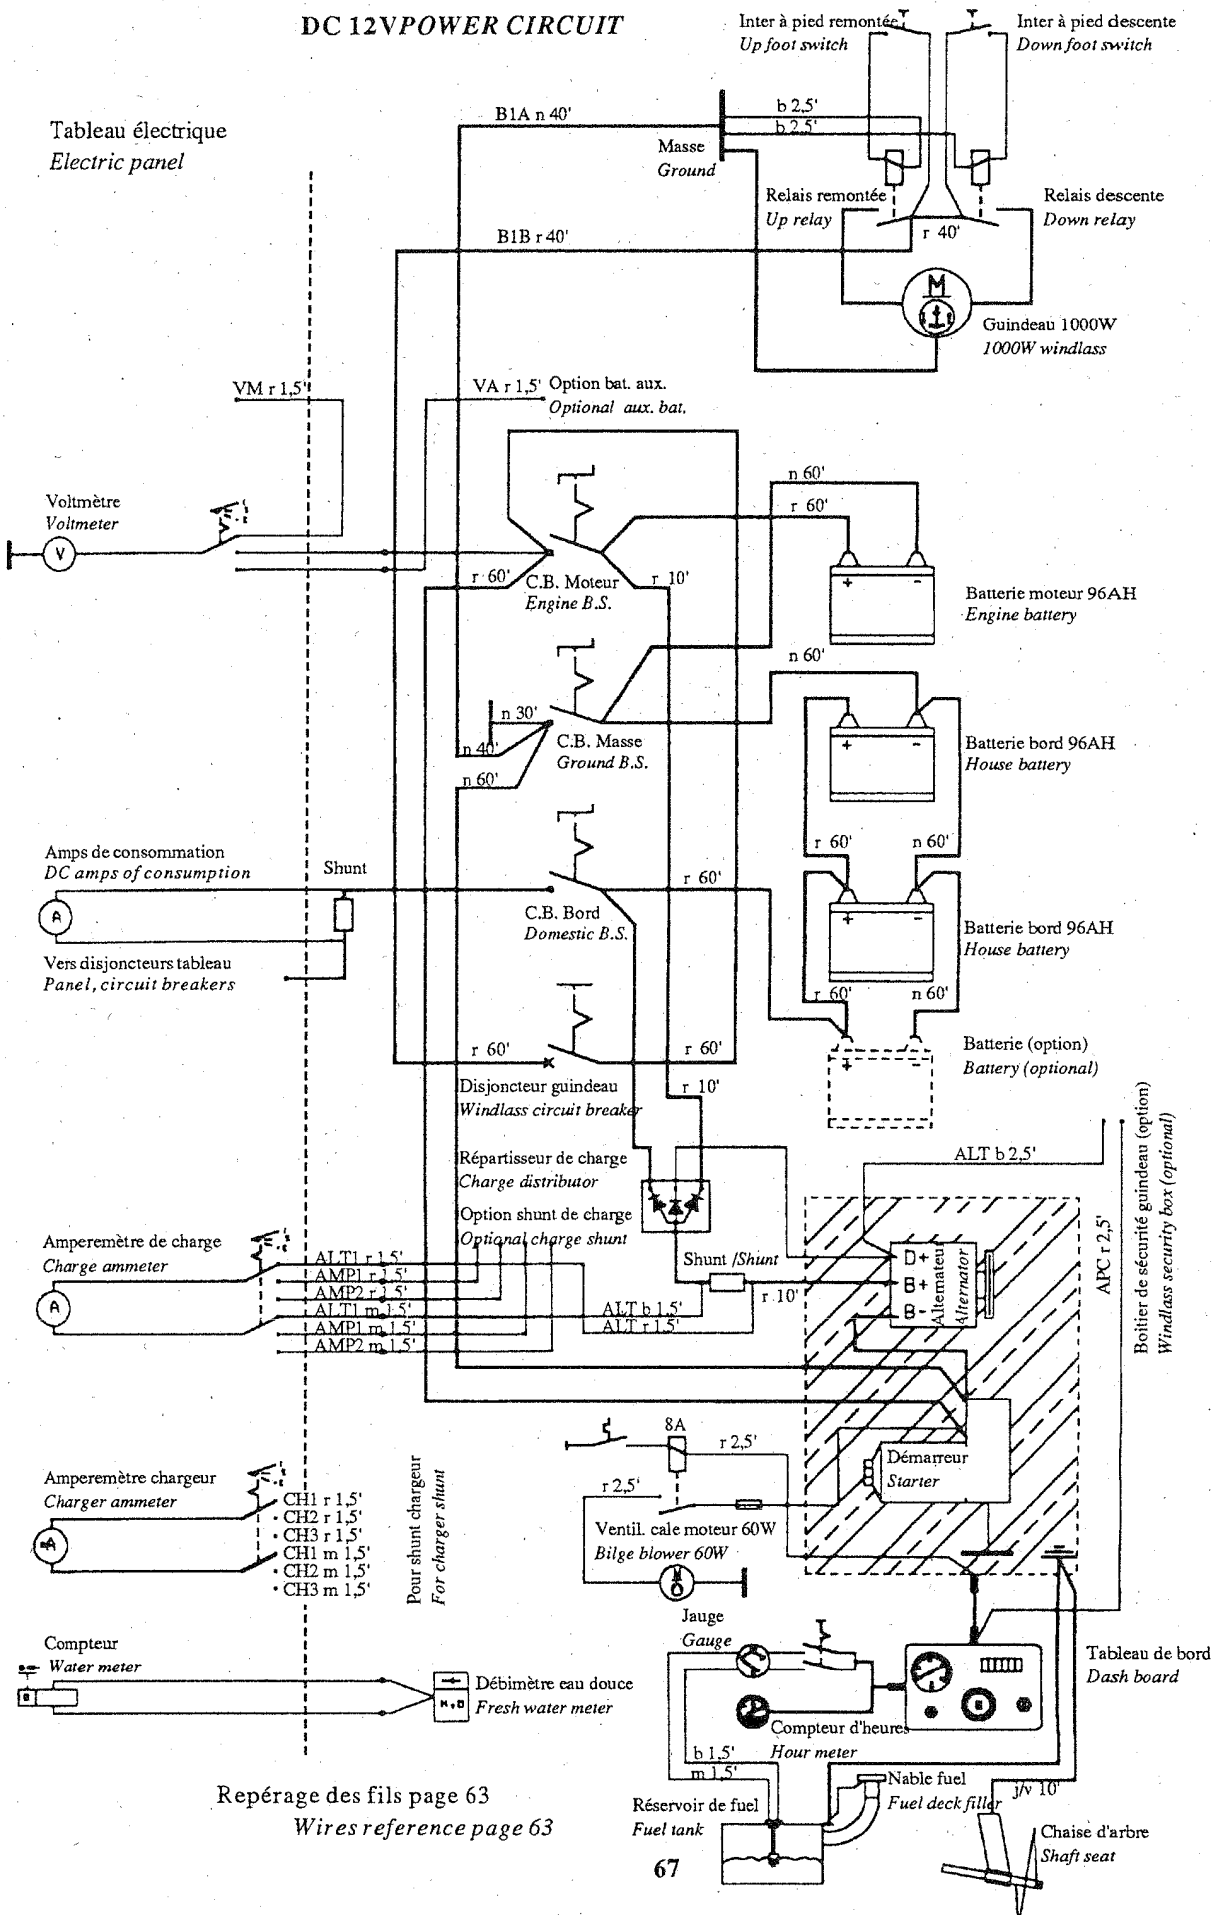 DC 12V POWER CIRCUIT
Inter à pied remontée
Up foot switch
Inter à pied descente
Down foot switch
Tableau électrique
Electric panel
B1A n 40'
b 2,5'
b 2,5'
Masse
Ground
Relais remontée
Up relay
Relais descente
Down relay
r 40'
B1B r 40'
M
Guindeau 1000W
1000W windlass
VM r 1,5'
VA r 1,5'
Option bat. aux.
Optional aux. bat.
Voltmètre
Voltmeter
V
n 60'
r 60'
r 60'
C.B. Moteur
Engine B.S.
r 10'
+ -
Batterie moteur 96AH
Engine battery
n 60'
n 30'
n 40'
C.B. Masse
Ground B.S.
n 60'
+ -
Batterie bord 96AH
House battery
r 60'
n 60'
Amps de consommation
DC amps of consumption
Shunt
A
r 60'
C.B. Bord
Domestic B.S.
+ -
Batterie bord 96AH
House battery
Vers disjoncteurs tableau
Panel, circuit breakers
r 60'
n 60'
r 60'
r 60'
Batterie (option)
Battery (optional)
+ -
Disjoncteur guindeau
Windlass circuit breaker
r 10'
Boitier de sécurité guindeau (option)
Windlass security box (optional)
ALT b 2,5'
APC r 2,5'
Répartisseur de charge
Charge distributor
Option shunt de charge
Optional charge shunt
Amperemètre de charge
Charge ammeter
A
ALT1 r 1,5'
AMP1 r 1,5'
AMP2 r 1,5'
ALT1 m 1,5'
AMP1 m 1,5'
AMP2 m 1,5'
Shunt /Shunt
r 10'
ALT b 1,5'
ALT r 1,5'
D+
B+
B-
Alternateur
Alternator
8A
r 2,5'
Démarreur
Starter
r 2,5'
Ventil. cale moteur 60W
Bilge blower 60W
Amperemètre chargeur
Charger ammeter
A
CH1 r 1,5'
CH2 r 1,5'
CH3 r 1,5'
CH1 m 1,5'
CH2 m 1,5'
CH3 m 1,5'
Pour shunt chargeur
For charger shunt
Jauge
Gauge
Tableau de bord
Dash board
Compteur
Water meter
Débimètre eau douce
Fresh water meter
Compteur d'heures
Hour meter
b 1,5'
m 1,5'
Nable fuel
Fuel deck filler
j/v 10'
Réservoir de fuel
Fuel tank
Chaise d'arbre
Shaft seat
Repérage des fils page 63
Wires reference page 63
67